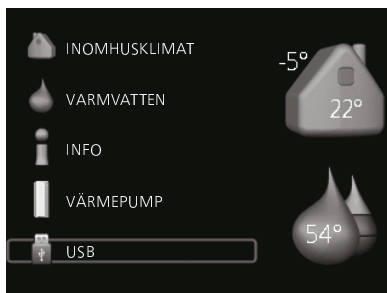 INOMHUSKLIMAT
-5°
VARMVATTEN
22°
INFO
VÄRMEPUMP
54°
USB